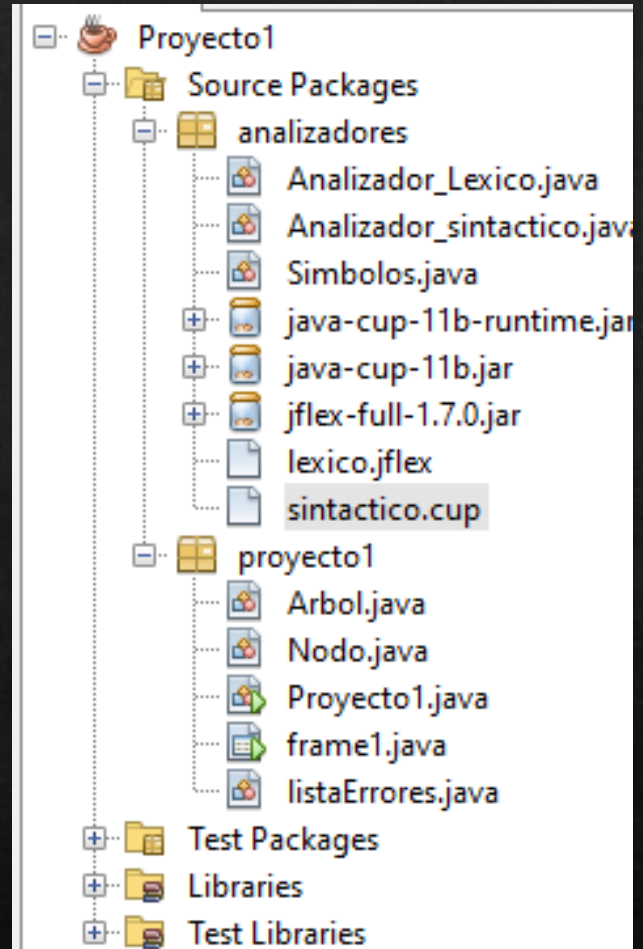 Proyecto1
Source Packages
analizadores
Analizador_Lexico.java
Analizador_sintactico.java
Simbolos.java
java-cup-11b-runtime.jar
java-cup-11b.jar
jflex-full-1.7.0.jar
lexico.jflex
sintactico.cup
proyecto1
Arbol.java
Nodo.java
Proyecto1.java
frame1.java
listaErrores.java
Test Packages
Libraries
Test Libraries